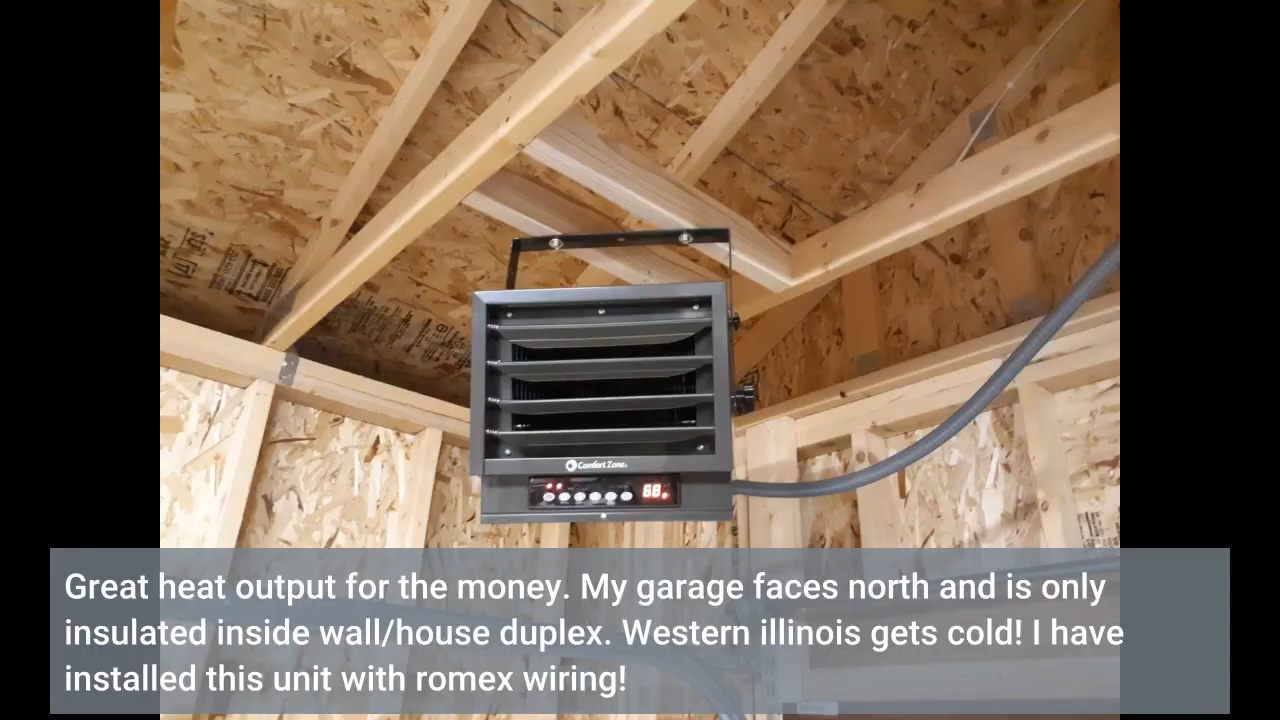 Comfort Zone
68.
Great heat output for the money. My garage faces north and is only
insulated inside wall/house duplex. Western illinois gets cold! I have
installed this unit with romex wiring!